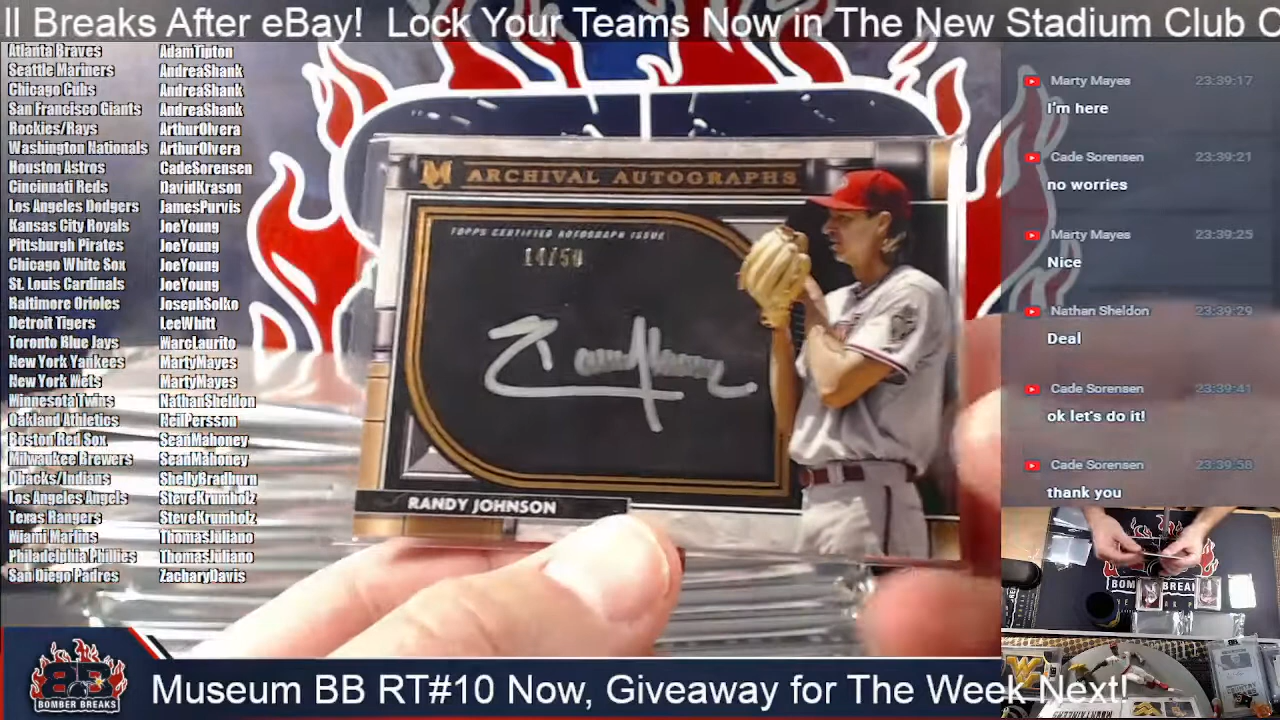 ll Breaks After eBay! Lock Your Teams Now in The New Stadium Club C
Atlanta Braves AdamTipton
Seattle Mariners AndreaShank
Chicago Cubs AndreaShank
San Francisco Giants AndreaShank
Rockies/Rays ArthurOlvera
Washington Nationals ArthurOlvera
Houston Astros CadeSorensen
Cincinnati Reds DavidKrason
Los Angeles Dodgers JamesPurvis
Kansas City Royals JoeYoung
Pittsburgh Pirates JoeYoung
Chicago White Sox JoeYoung
St. Louis Cardinals JoeYoung
Baltimore Orioles JosephSolko
Detroit Tigers LeeWhitt
Toronto Blue Jays MarcLaurito
New York Yankees MartyMayes
New York Mets MartyMayes
Minnesota Twins NathanSheldon
Oakland Athletics NeilPersson
Boston Red Sox SeanMahoney
Milwaukee Brewers SeanMahoney
Dbacks/Indians ShellyBradburn
Los Angeles Angels SteveKrumholz
Texas Rangers SteveKrumholz
Miami Marlins ThomasJuliano
Philadelphia Phillies ThomasJuliano
San Diego Padres ZacharyDavis
M ARCHIVAL AUTOGRAPHS
TOPPS CERTIFIED AUTOGRAPH ISSUE
14/50
RANDY JOHNSON
Marty Mayes 23:39:17
I'm here
Cade Sorensen 23:39:21
no worries
Marty Mayes 23:39:25
Nice
Nathan Sheldon 23:39:29
Deal
Cade Sorensen 23:39:41
ok let's do it!
Cade Sorensen 23:39:58
thank you
BB
BOMBER BREAKS
Museum BB RT#10 Now, Giveaway for The Week Next!